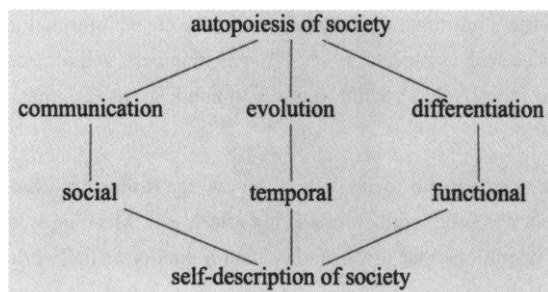 autopoiesis of society
communication evolution differentiation
social temporal functional
self-description of society